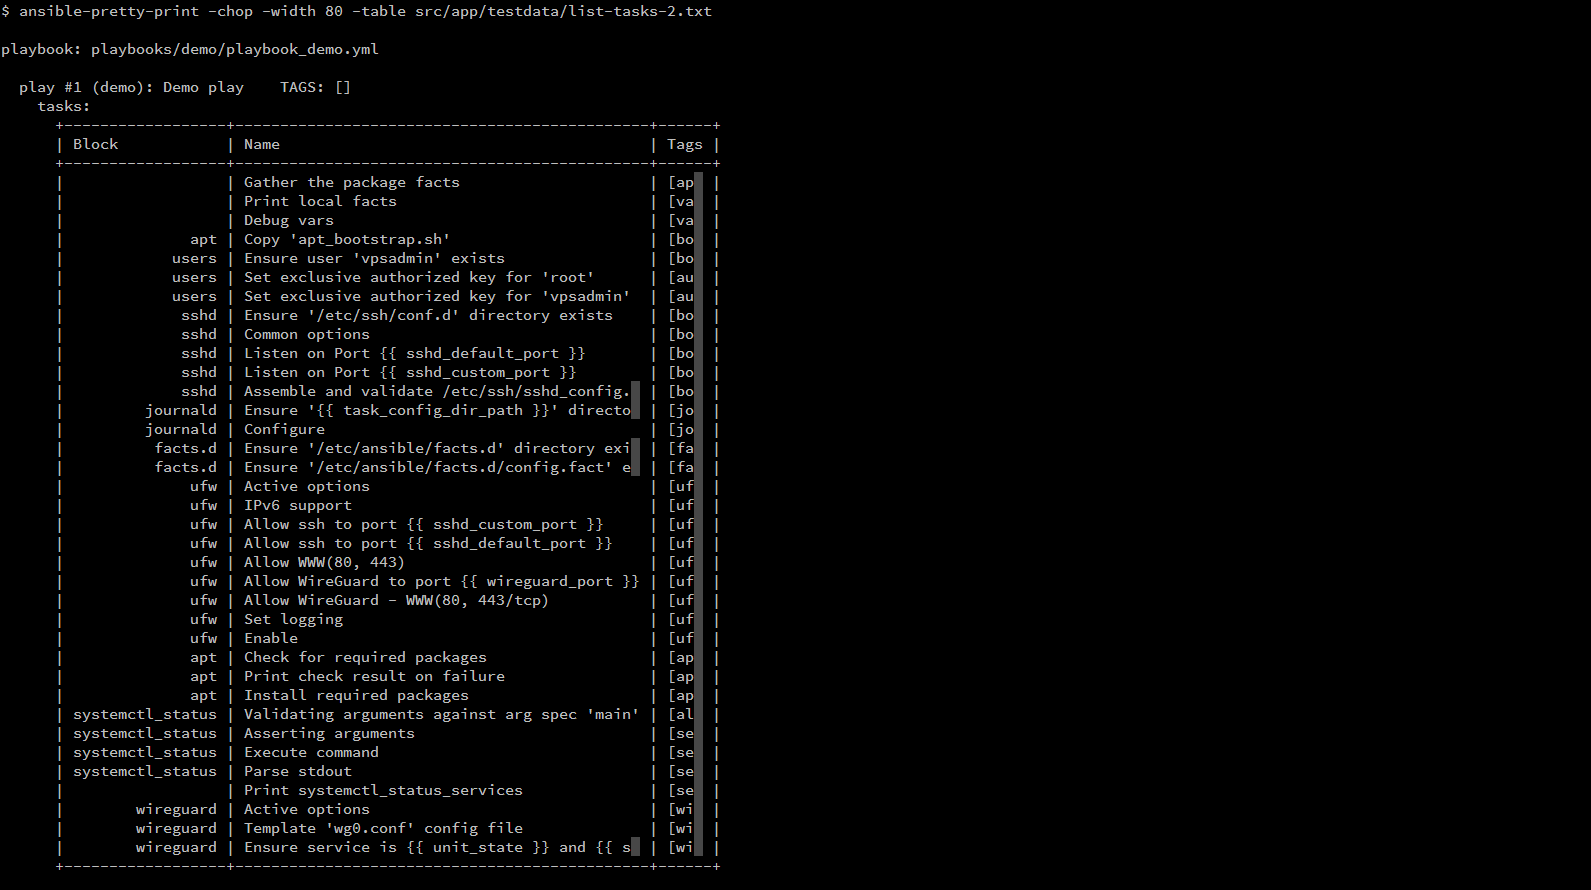 $ ansible-pretty-print -chop -width 80 -table src/app/testdata/list-tasks-2.txt
playbook: playbooks/demo/playbook_demo.yml
play #1 (demo): Demo play    TAGS: []
tasks:
+------------------+----------------------------------------------+------+
| Block            | Name                                         | Tags |
+------------------+----------------------------------------------+------+
|                  | Gather the package facts                     | [ap  |
|                  | Print local facts                            | [va  |
|                  | Debug vars                                   | [va  |
|              apt | Copy 'apt_bootstrap.sh'                      | [bo  |
|            users | Ensure user 'vpsadmin' exists                | [bo  |
|            users | Set exclusive authorized key for 'root'      | [au  |
|            users | Set exclusive authorized key for 'vpsadmin'  | [au  |
|             sshd | Ensure '/etc/ssh/conf.d' directory exists    | [bo  |
|             sshd | Common options                               | [bo  |
|             sshd | Listen on Port {{ sshd_default_port }}       | [bo  |
|             sshd | Listen on Port {{ sshd_custom_port }}        | [bo  |
|             sshd | Assemble and validate /etc/ssh/sshd_config.  | [bo  |
|         journald | Ensure '{{ task_config_dir_path }}' directo  | [jo  |
|         journald | Configure                                    | [jo  |
|          facts.d | Ensure '/etc/ansible/facts.d' directory exi  | [fa  |
|          facts.d | Ensure '/etc/ansible/facts.d/config.fact' e  | [fa  |
|              ufw | Active options                               | [uf  |
|              ufw | IPv6 support                                 | [uf  |
|              ufw | Allow ssh to port {{ sshd_custom_port }}     | [uf  |
|              ufw | Allow ssh to port {{ sshd_default_port }}    | [uf  |
|              ufw | Allow WWW(80, 443)                           | [uf  |
|              ufw | Allow WireGuard to port {{ wireguard_port }} | [uf  |
|              ufw | Allow WireGuard - WWW(80, 443/tcp)           | [uf  |
|              ufw | Set logging                                  | [uf  |
|              ufw | Enable                                       | [uf  |
|              apt | Check for required packages                  | [ap  |
|              apt | Print check result on failure                | [ap  |
|              apt | Install required packages                    | [ap  |
| systemctl_status | Validating arguments against arg spec 'main' | [al  |
| systemctl_status | Asserting arguments                          | [se  |
| systemctl_status | Execute command                              | [se  |
| systemctl_status | Parse stdout                                 | [se  |
|                  | Print systemctl_status_services              | [se  |
|        wireguard | Active options                               | [wi  |
|        wireguard | Template 'wg0.conf' config file              | [wi  |
|        wireguard | Ensure service is {{ unit_state }} and {{ s  | [wi  |
+------------------+----------------------------------------------+------+